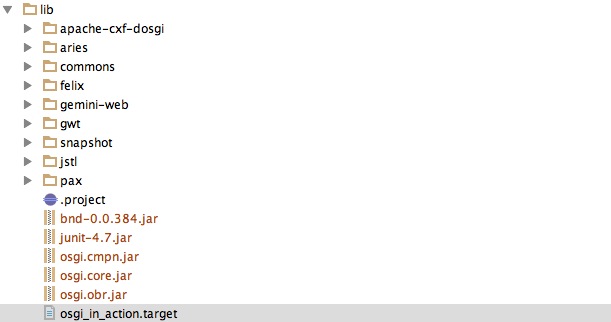 lib
apache-cxf-dosgi
aries
commons
felix
gemini-web
gwt
snapshot
jstl
pax
.project
bnd-0.0.384.jar
junit-4.7.jar
osgi.cmpn.jar
osgi.core.jar
osgi.obr.jar
osgi_in_action.target